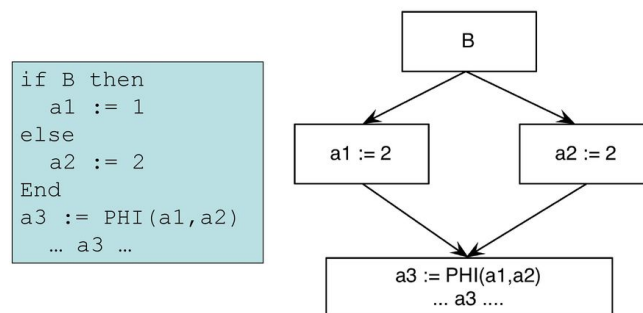 if B then
a1 := 1
else
a2 := 2
End
a3 := PHI(a1,a2)
… a3 …
B
a1 := 2
a2 := 2
a3 := PHI(a1,a2)
... a3 ....